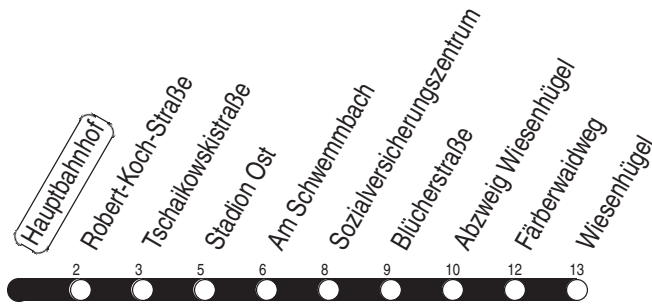 Hauptbahnhof
Robert-Koch-Straße
Tschaikowskistraße
Stadion Ost
Am Schwemmbach
Sozialversicherungszentrum
Blücherstraße
Abzweig Wiesenhügel
Färberwaidweg
Wiesenhügel
2 3 5 6 8 9 10 12 13